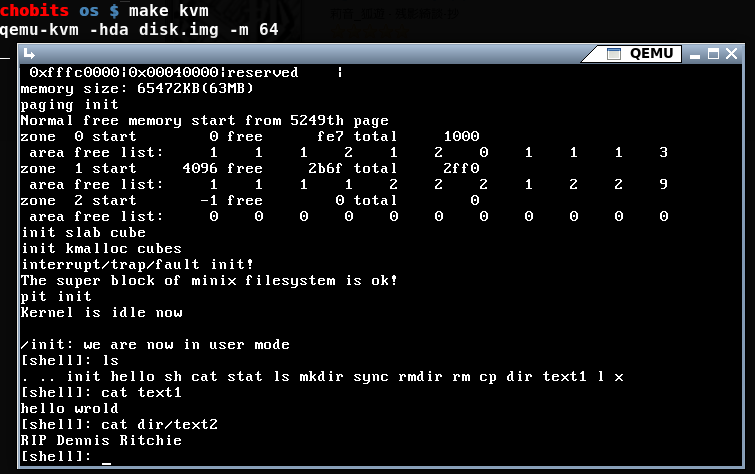 chobits os $ make kvm
qemu-kvm -hda disk.img -m 64
QEMU
0xfffc0000|0x00040000|reserved    |
memory size: 65472KB(63MB)
paging init
Normal free memory start from 5249th page
zone  0 start        0 free      fe7 total     1000
area free list:     1    1    1    2    1    2    0    1    1    1    3
zone  1 start     4096 free     2b6f total     2ff0
area free list:     1    1    1    1    2    2    2    1    2    2    9
zone  2 start       -1 free        0 total        0
area free list:     0    0    0    0    0    0    0    0    0    0    0
init slab cube
init kmalloc cubes
interrupt/trap/fault init!
The super block of minix filesystem is ok!
pit init
Kernel is idle now
/init: we are now in user mode
[shell]: ls
. .. init hello sh cat stat ls mkdir sync rmdir rm cp dir text1 l x
[shell]: cat text1
hello wrold
[shell]: cat dir/text2
RIP Dennis Ritchie
[shell]: _